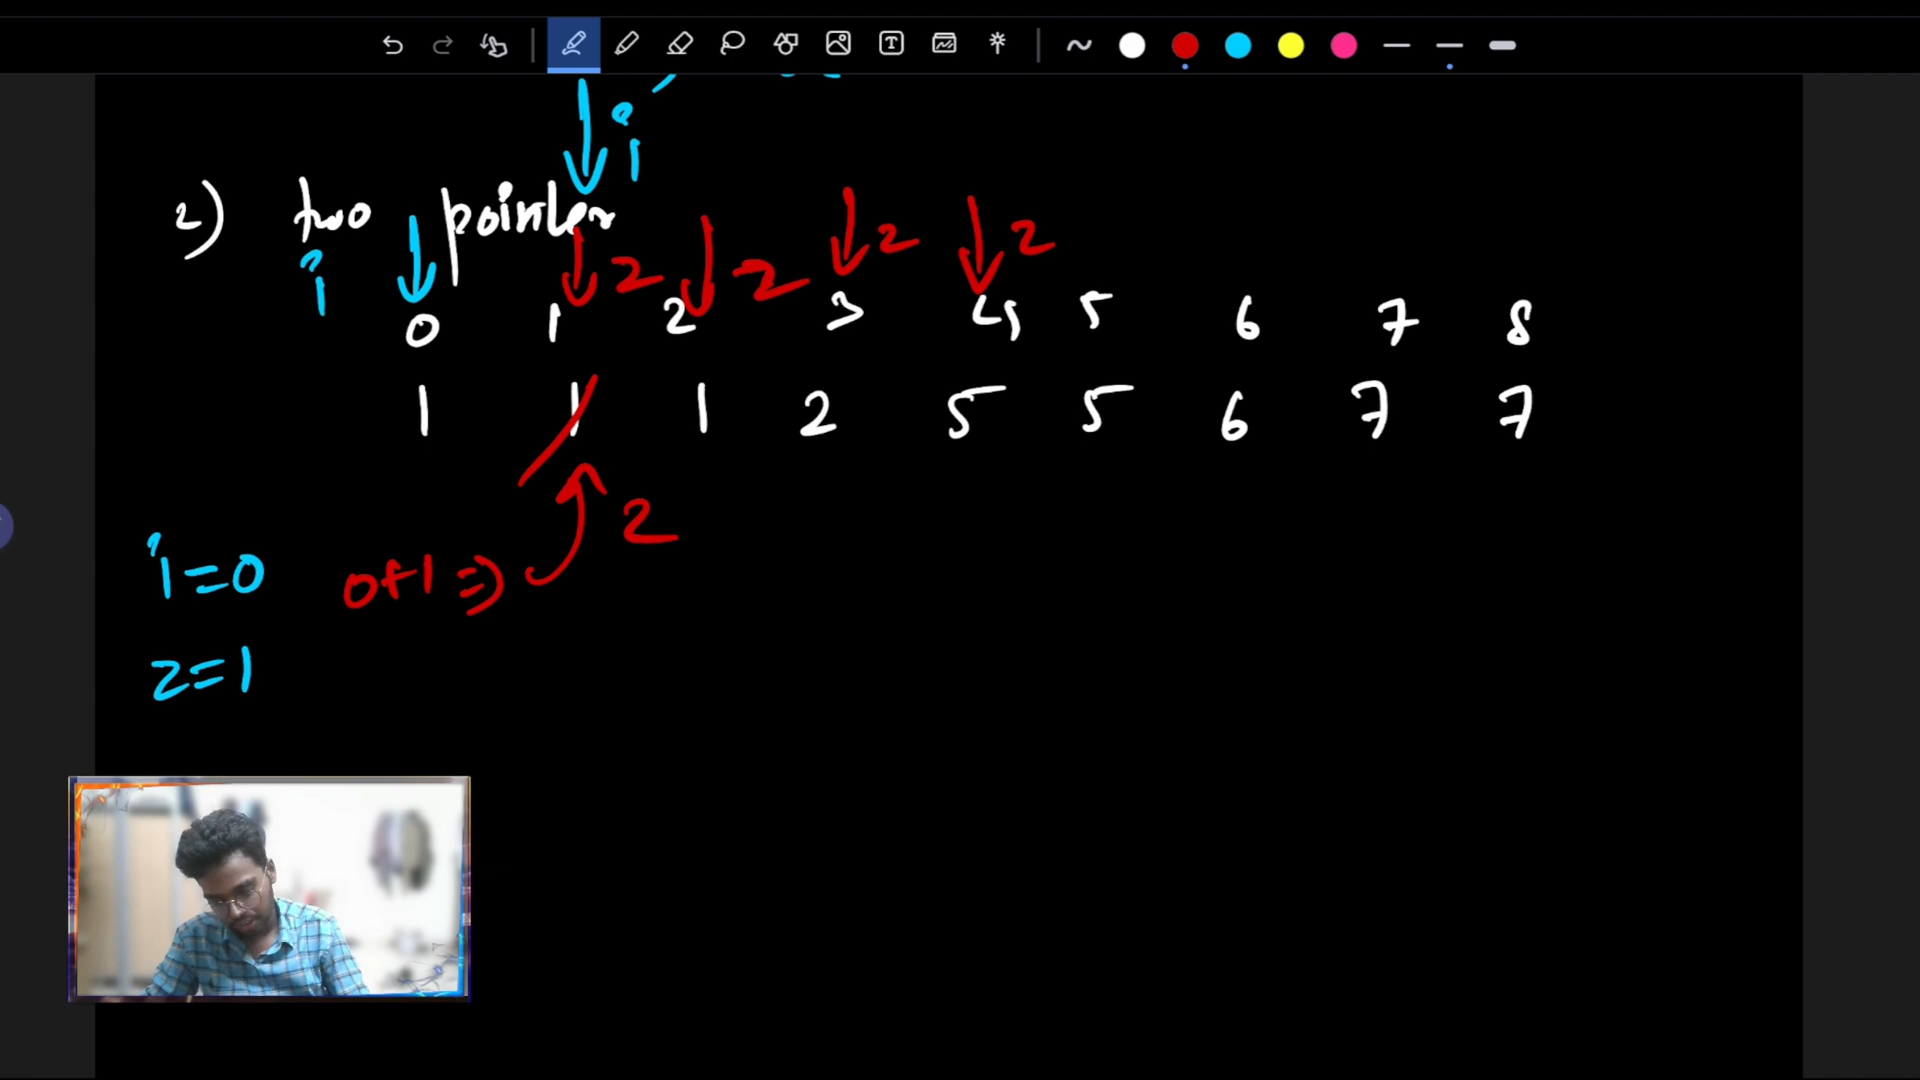 i
2) two pointer
i 2 2 2 2
0 1 2 3 4 5 6 7 8
1 1 1 2 5 5 6 7 7
2
i=0 0+1 =>
2=1